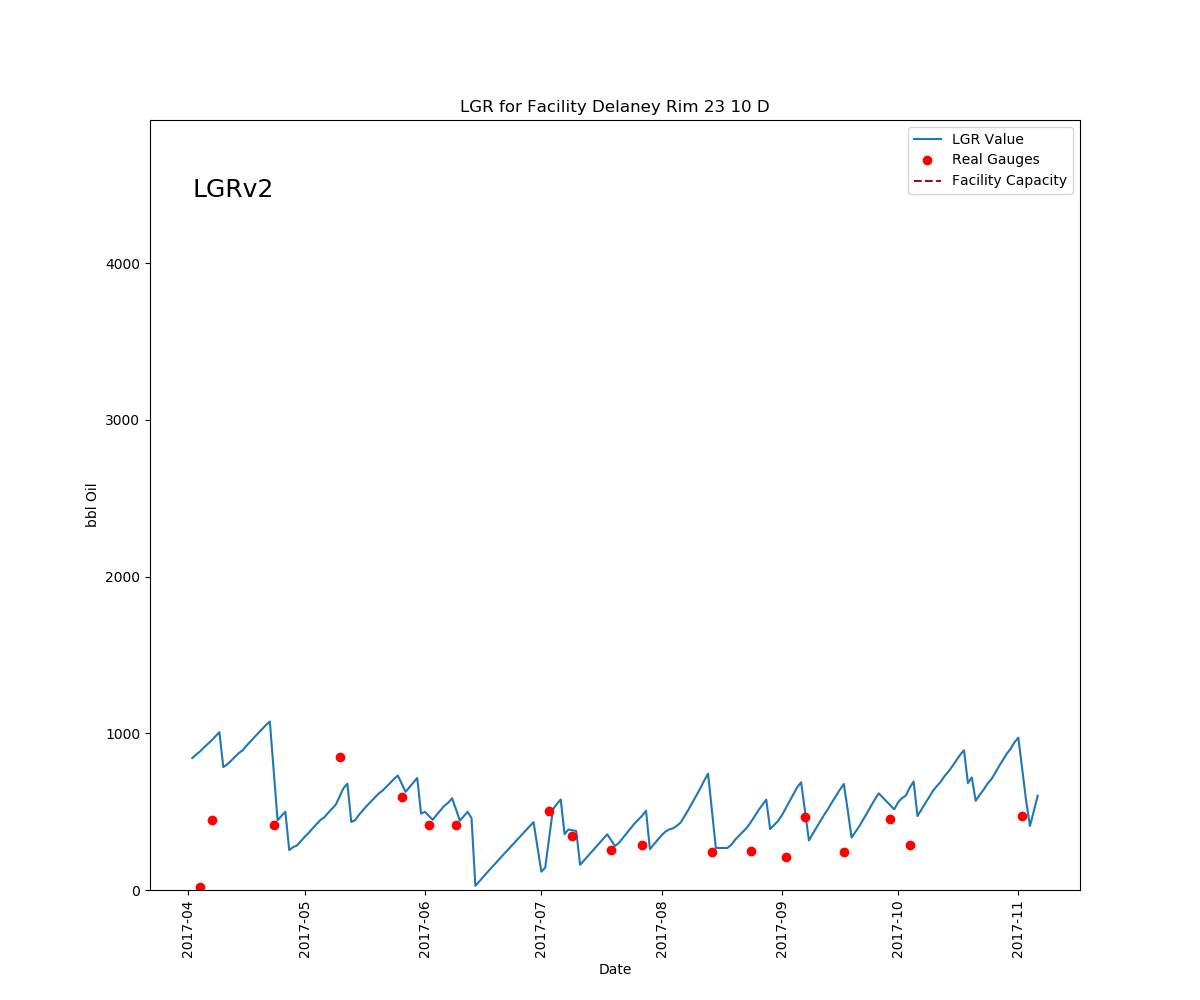 LGR for Facility Delaney Rim 23 10 D
LGRv2
LGR Value
Real Gauges
Facility Capacity
bbl Oil
4000
3000
2000
1000
0
2017-04
2017-05
2017-06
2017-07
2017-08
2017-09
2017-10
2017-11
Date